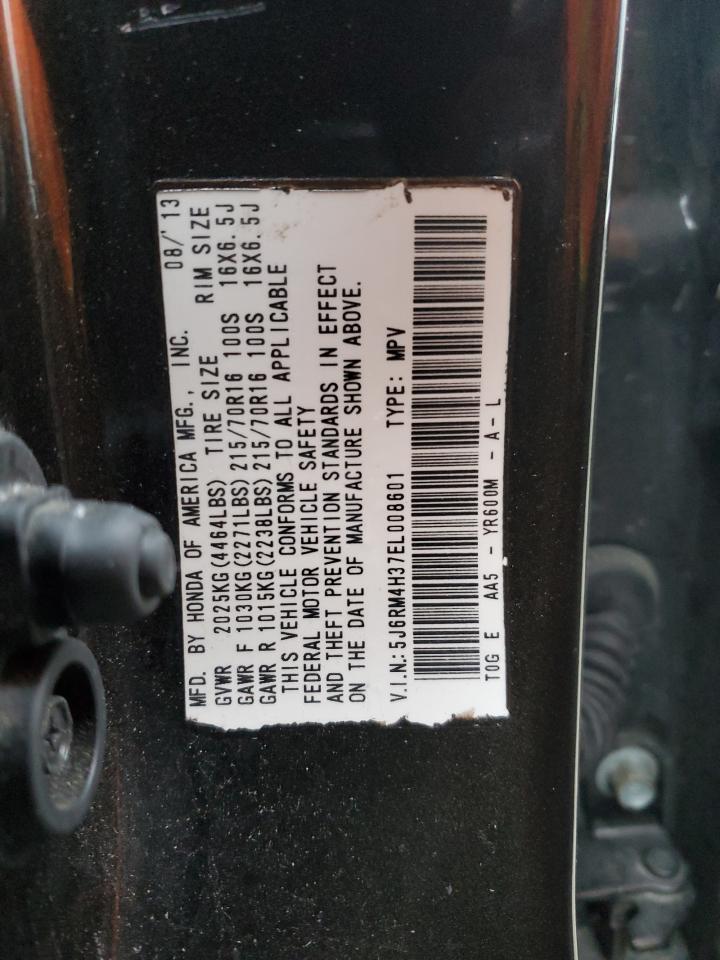 MFD. BY HONDA OF AMERICA MFG., INC. 08/'13
GVWR 2025KG(4464LBS) TIRE SIZE RIM SIZE
GAWR F 1030KG(2271LBS)215/70R16 100S 16X6.5J
GAWR R 1015KG(2238LBS)215/70R16 100S 16X6.5J
THIS VEHICLE CONFORMS TO ALL APPLICABLE
FEDERAL MOTOR VEHICLE SAFETY
AND THEFT PREVENTION STANDARDS IN EFFECT
ON THE DATE OF MANUFACTURE SHOWN ABOVE.
V.I.N.: 5J6RM4H37EL008601 TYPE: MPV
T0G E AA5 - YR600M - A - L